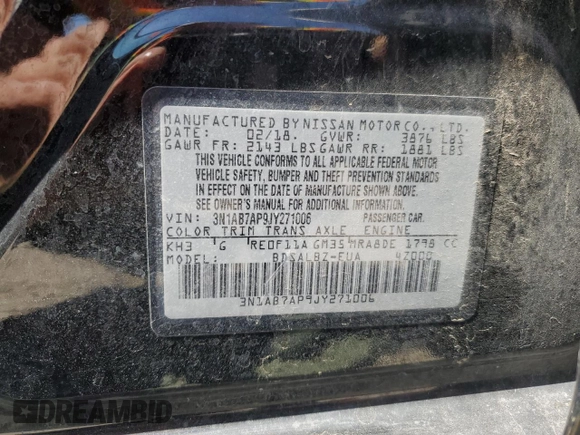 MANUFACTURED BY NISSAN MOTOR CO., LTD.
DATE: 02/18. GVWR: 3876 LBS
GAWR FR: 2143 LBS GAWR RR: 1881 LBS
THIS VEHICLE CONFORMS TO ALL APPLICABLE FEDERAL MOTOR
VEHICLE SAFETY, BUMPER AND THEFT PREVENTION STANDARDS
IN EFFECT ON THE DATE OF MANUFACTURE SHOWN ABOVE.
SEE OWNER'S MANUAL FOR ADDITIONAL INFORMATION.
VIN: 3N1AB7AP9JY271006 PASSENGER CAR.
COLOR TRIM TRANS AXLE ENGINE
KH3 G RE0F11A GM35 MRA8DE 1798 CC
MODEL: BDSALBZ-EUA 4Z000
3N1AB7AP9JY271006
DREAMBID